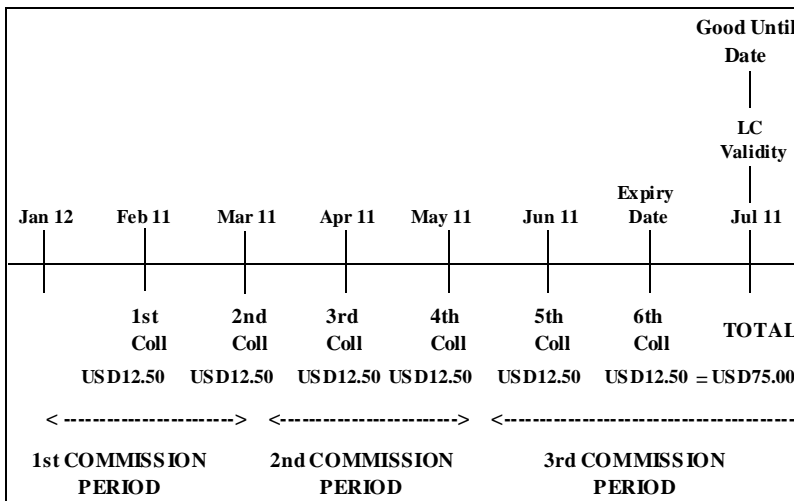 Good Until
Date
LC
Validity
Expiry
Jan 12 Feb 11 Mar 11 Apr 11 May 11 Jun 11 Date Jul 11
1st 2nd 3rd 4th 5th 6th TOTAL
Coll Coll Coll Coll Coll Coll
USD12.50 USD12.50 USD12.50 USD12.50 USD12.50 USD12.50 = USD75.00
< ----------------------- > <----------------------- > <---------------------------------------
1st COMMISSION 2nd COMMISSION 3rd COMMISSION
PERIOD PERIOD PERIOD